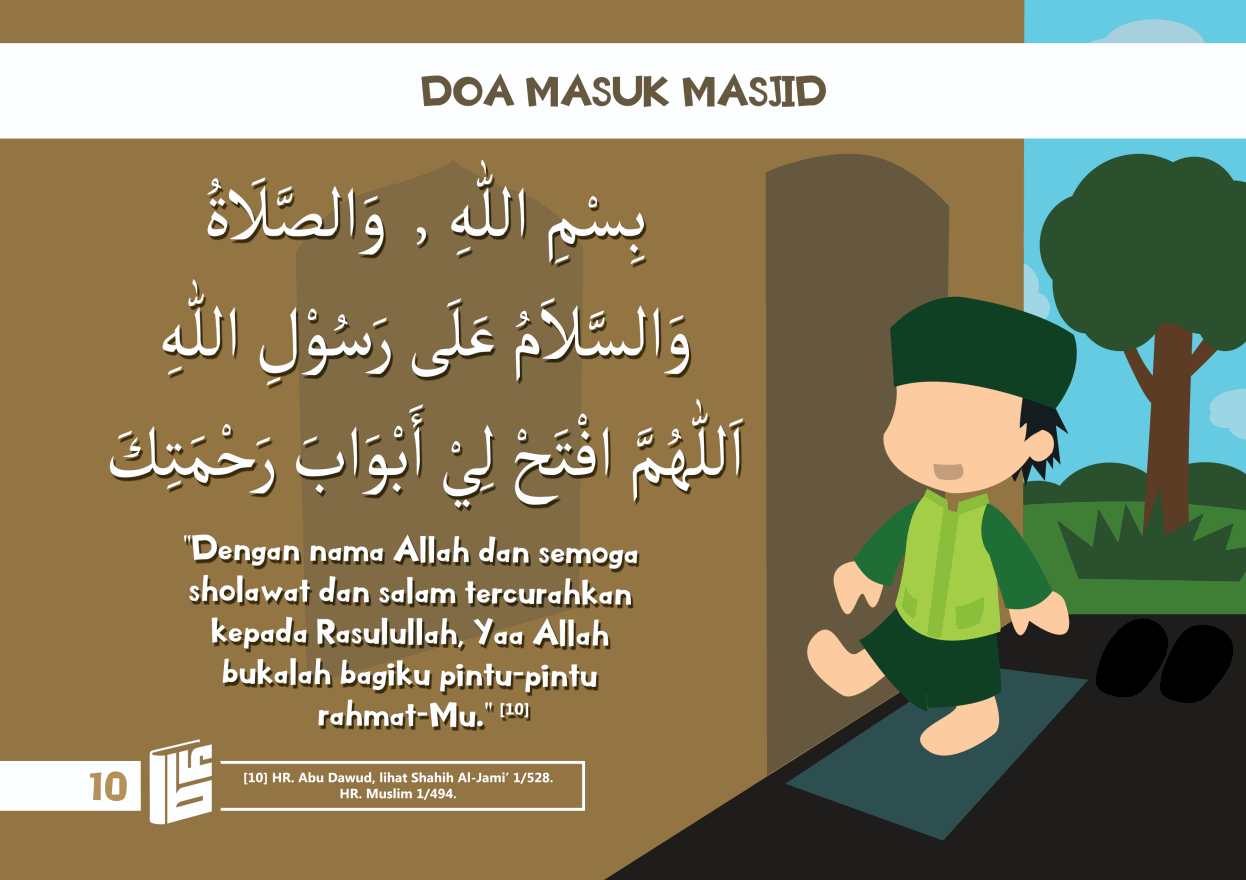 DOA MASUK MASJID
بِسْمِ اللّٰهِ , وَالصَّلَاةُ
وَالسَّلاَمُ عَلَى رَسُوْلِ اللّٰهِ
اَللّٰهُمَّ افْتَحْ لِيْ أَبْوَابَ رَحْمَتِكَ
"Dengan nama Allah dan semoga
sholawat dan salam tercurahkan
kepada Rasulullah, Yaa Allah
bukalah bagiku pintu-pintu
rahmat-Mu." [10]
10
[10] HR. Abu Dawud, lihat Shahih Al-Jami’ 1/528.
HR. Muslim 1/494.